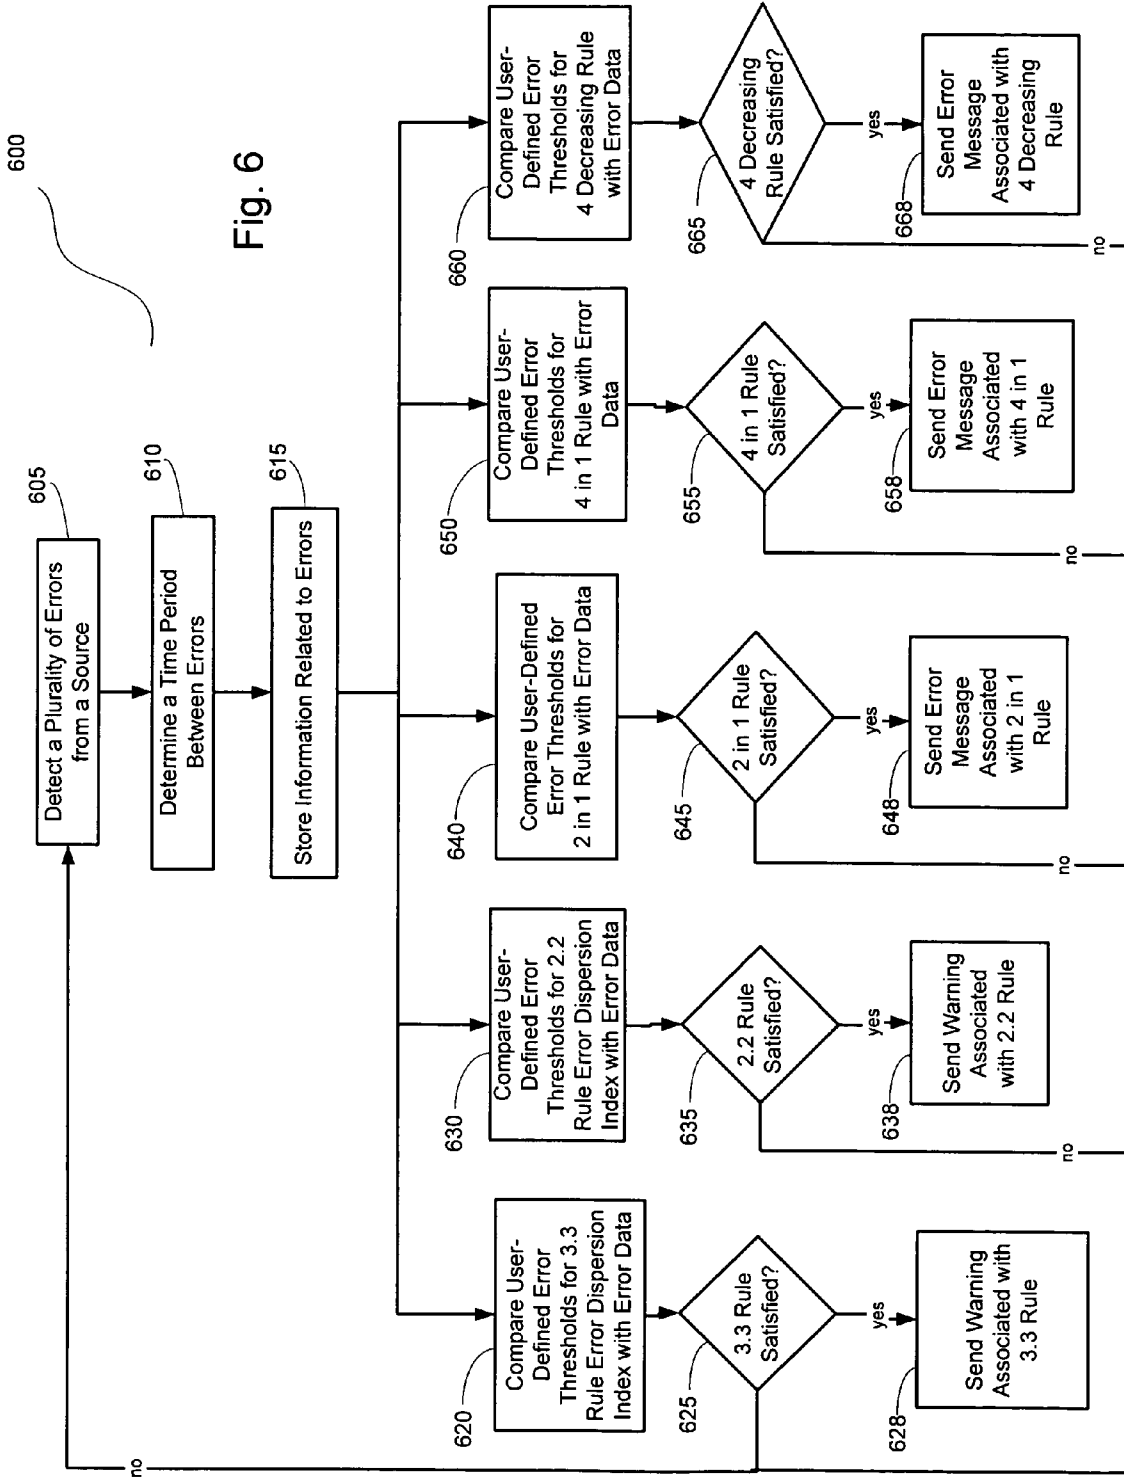 600
Fig. 6
605
Detect a Plurality of Errors
from a Source
610
Determine a Time Period
Between Errors
615
Store Information Related to Errors
620
Compare User-
Defined Error
Thresholds for 3.3
Rule Error Dispersion
Index with Error Data
630
Compare User-
Defined Error
Thresholds for 2.2
Rule Error Dispersion
Index with Error Data
640
Compare User-Defined
Error Thresholds for
2 in 1 Rule with Error Data
650
Compare User-
Defined Error
Thresholds for
4 in 1 Rule with Error
Data
660
Compare User-
Defined Error
Thresholds for
4 Decreasing Rule
with Error Data
625
3.3 Rule
Satisfied?
635
2.2 Rule
Satisfied?
645
2 in 1 Rule
Satisfied?
655
4 in 1 Rule
Satisfied?
665
4 Decreasing
Rule Satisfied?
yes
yes
yes
yes
yes
628
Send Warning
Associated with
3.3 Rule
638
Send Warning
Associated
with 2.2 Rule
648
Send Error
Message
Associated
with 2 in 1
Rule
658
Send Error
Message
Associated
with 4 in 1
Rule
668
Send Error
Message
Associated with
4 Decreasing
Rule
no
no
no
no
no